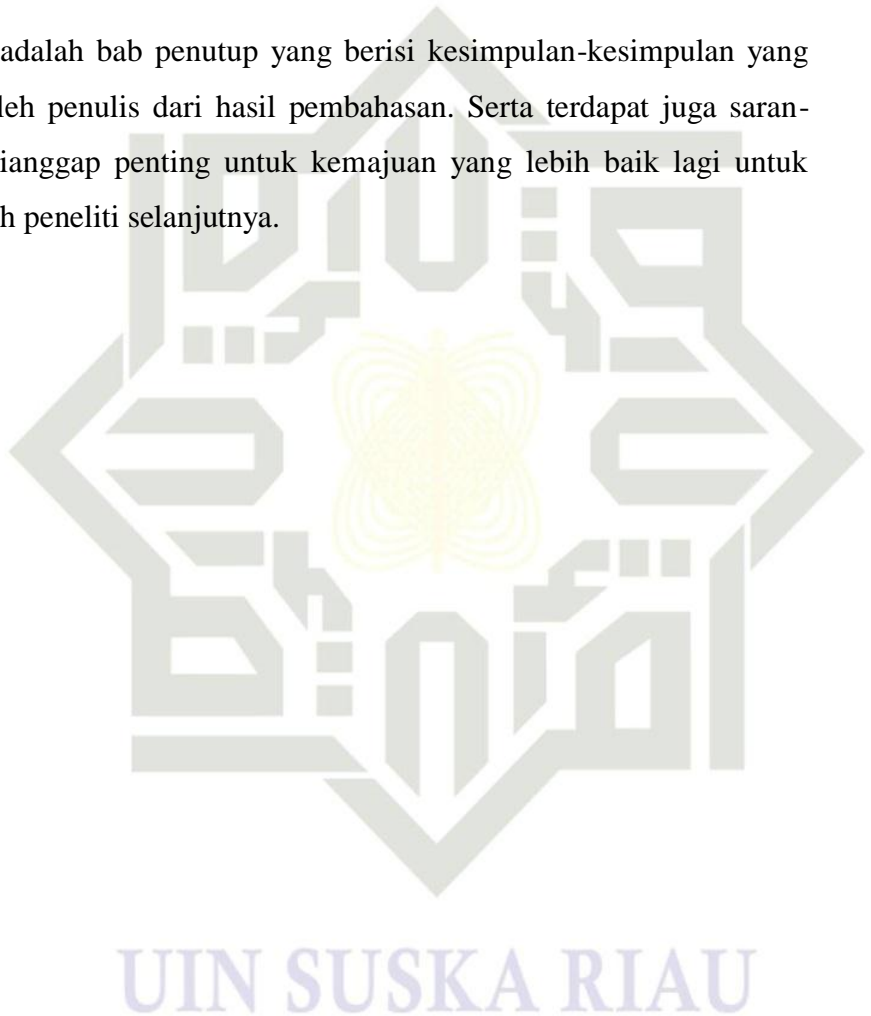 adalah bab penutup yang berisi kesimpulan-kesimpulan yang
leh penulis dari hasil pembahasan. Serta terdapat juga saran-
ianggap penting untuk kemajuan yang lebih baik lagi untuk
h peneliti selanjutnya.
UIN SUSKA RIAU